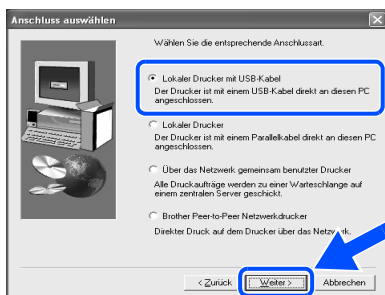 Anschluss auswählen
Wählen Sie die entsprechende Anschlussart.
Lokaler Drucker mit USB-Kabel
Der Drucker ist mit einem USB-Kabel direkt an diesen PC
angeschlossen.
Lokaler Drucker
Der Drucker ist mit einem Parallelkabel direkt an diesen PC
angeschlossen.
Über das Netzwerk gemeinsam benutzter Drucker
Alle Druckaufträge werden zu einer Warteschlange auf
einem zentralen Server geschickt.
Brother Peer-to-Peer Netzwerkdrucker
Direkter Druck auf dem Drucker über das Netzwerk.
< Zurück Weiter > Abbrechen